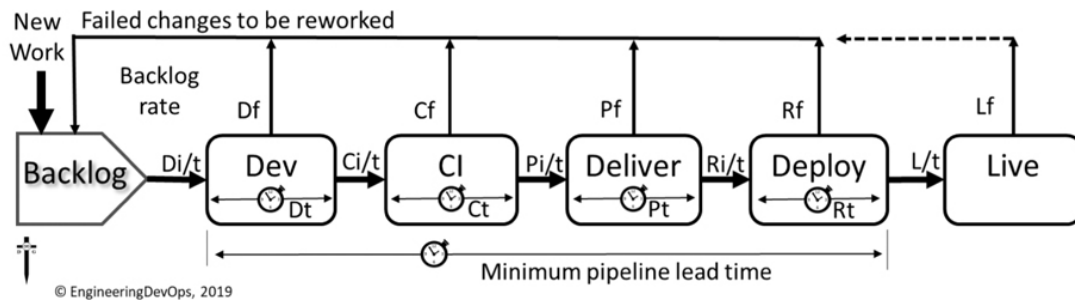 New
Work
Failed changes to be reworked
Backlog
rate
Df
Cf
Pf
Rf
Lf
Backlog
Di/t
Dev
Dt
Ci/t
CI
Ct
Pi/t
Deliver
Pt
Ri/t
Deploy
Rt
L/t
Live
Minimum pipeline lead time
© EngineeringDevOps, 2019